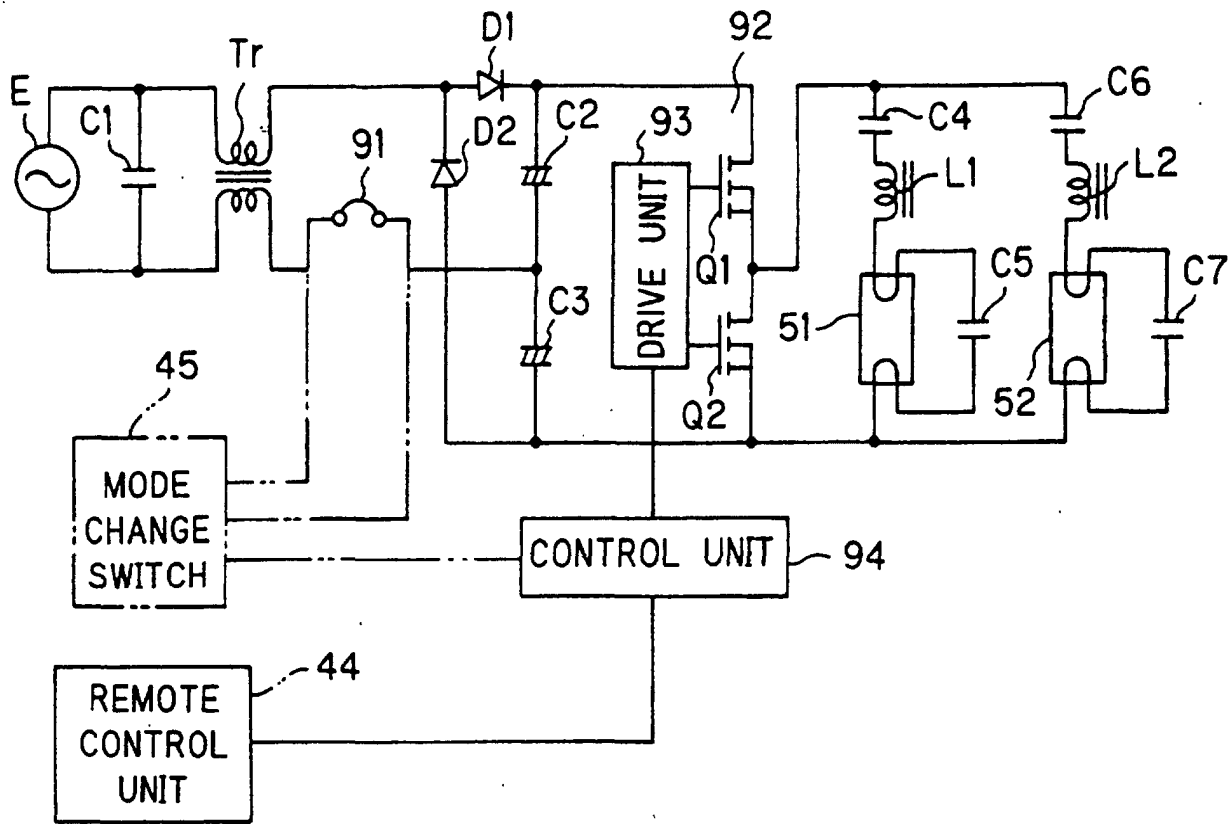 D1
92
Tr
E
C1
91
D2
C2
93
C4
C6
DRIVE UNIT
Q1
L1
L2
C3
51
C5
C7
52
Q2
45
MODE
CHANGE
SWITCH
CONTROL UNIT
94
44
REMOTE
CONTROL
UNIT